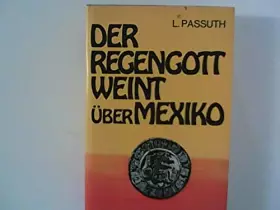 L. PASSUTH
DER
REGENGOTT
WEINT
ÜBER MEXIKO